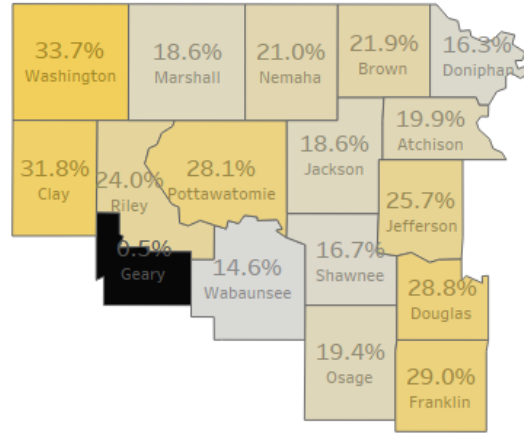 33.7%
Washington
18.6%
Marshall
21.0%
Nemaha
21.9%
Brown
16.3%
Doniphan
19.9%
Atchison
31.8%
Clay
24.0%
Riley
28.1%
Pottawatomie
18.6%
Jackson
25.7%
Jefferson
0.5%
Geary
14.6%
Wabaunsee
16.7%
Shawnee
28.8%
Douglas
19.4%
Osage
29.0%
Franklin